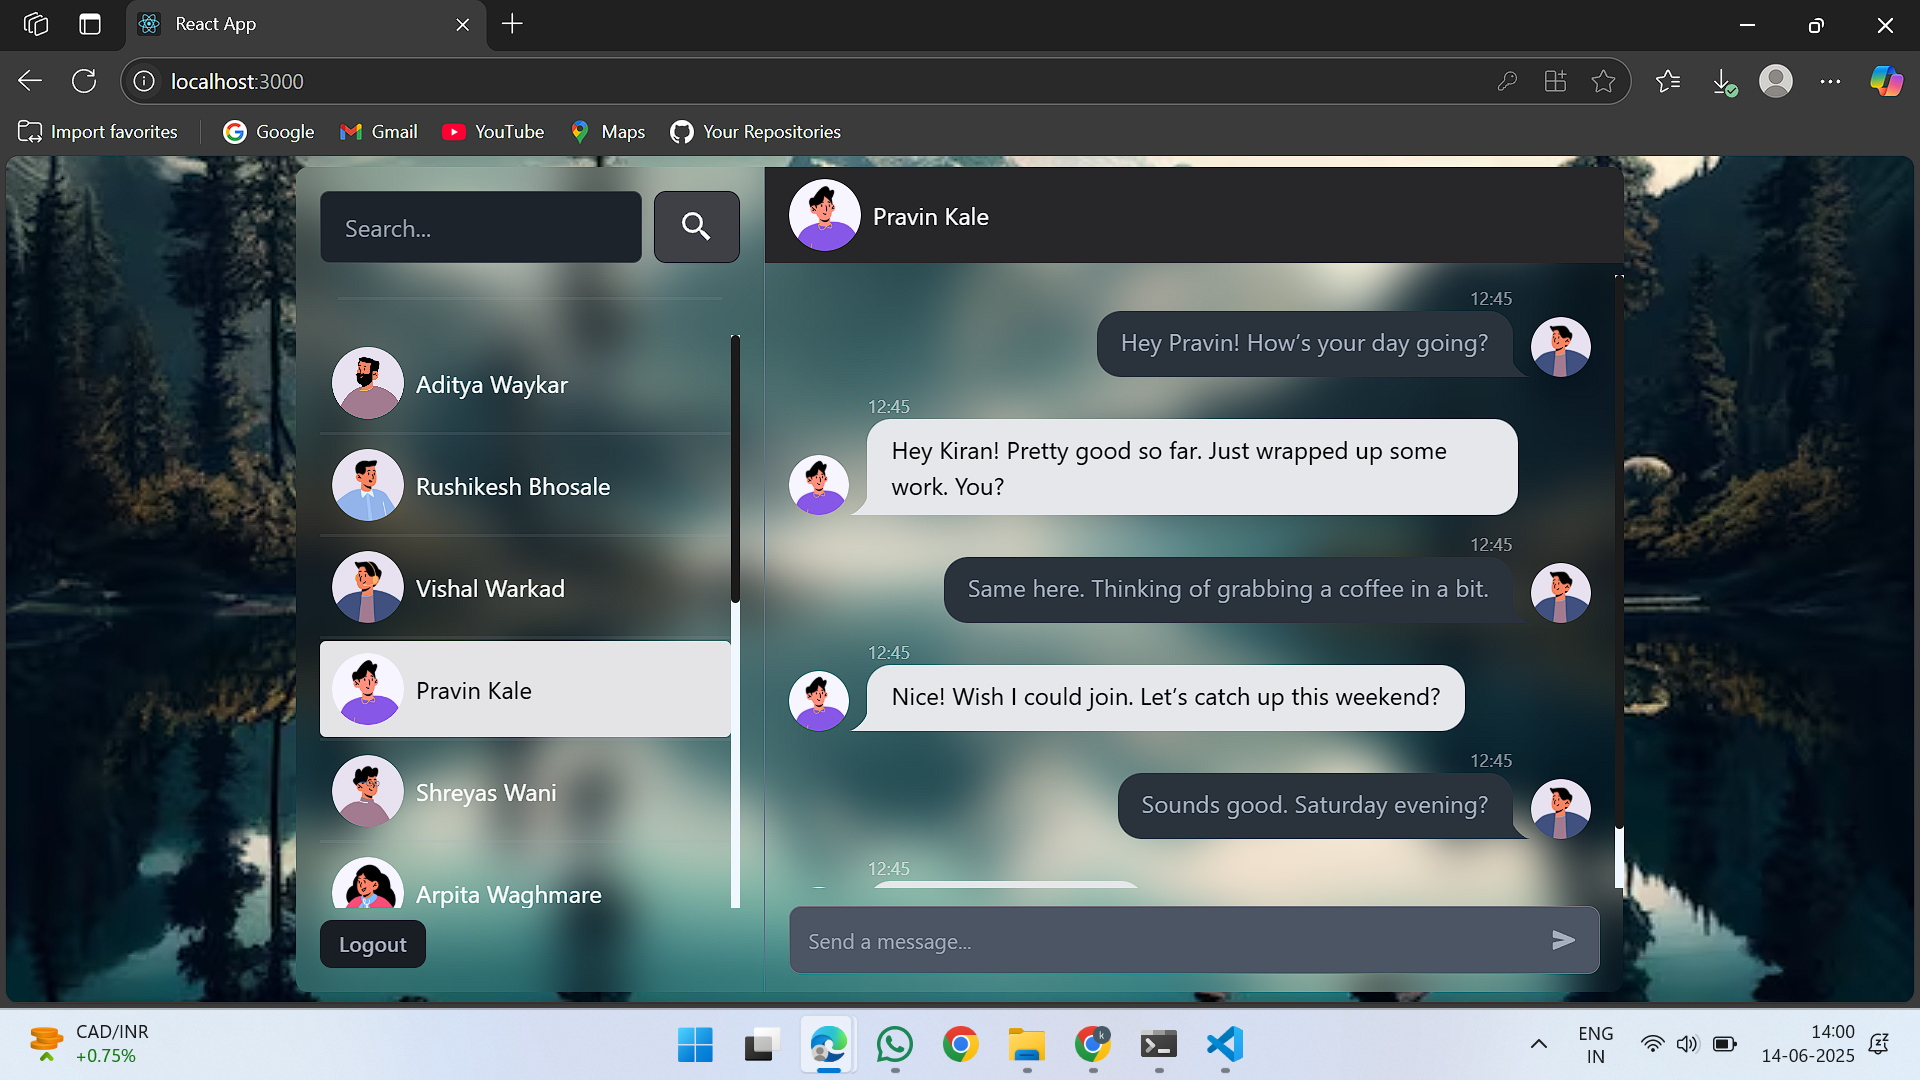 React App
localhost:3000
Import favorites
Google
Gmail
YouTube
Maps
Your Repositories
Search...
Aditya Waykar
Rushikesh Bhosale
Vishal Warkad
Pravin Kale
Shreyas Wani
Arpita Waghmare
Logout
Pravin Kale
12:45
Hey Pravin! How’s your day going?
12:45
Hey Kiran! Pretty good so far. Just wrapped up some
work. You?
12:45
Same here. Thinking of grabbing a coffee in a bit.
12:45
Nice! Wish I could join. Let’s catch up this weekend?
12:45
Sounds good. Saturday evening?
12:45
Send a message...
CAD/INR
+0.75%
k
ENG
IN
14:00
14-06-2025